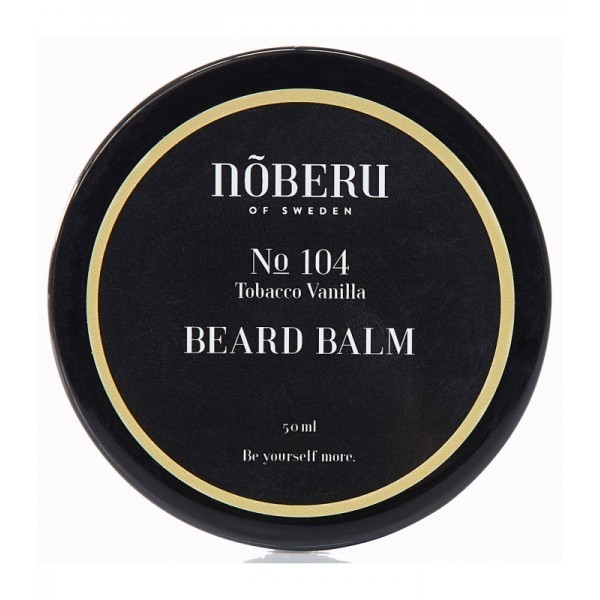 NÕBERU
OF SWEDEN
No 104
Tobacco Vanilla
BEARD BALM
50 ml
Be yourself more.